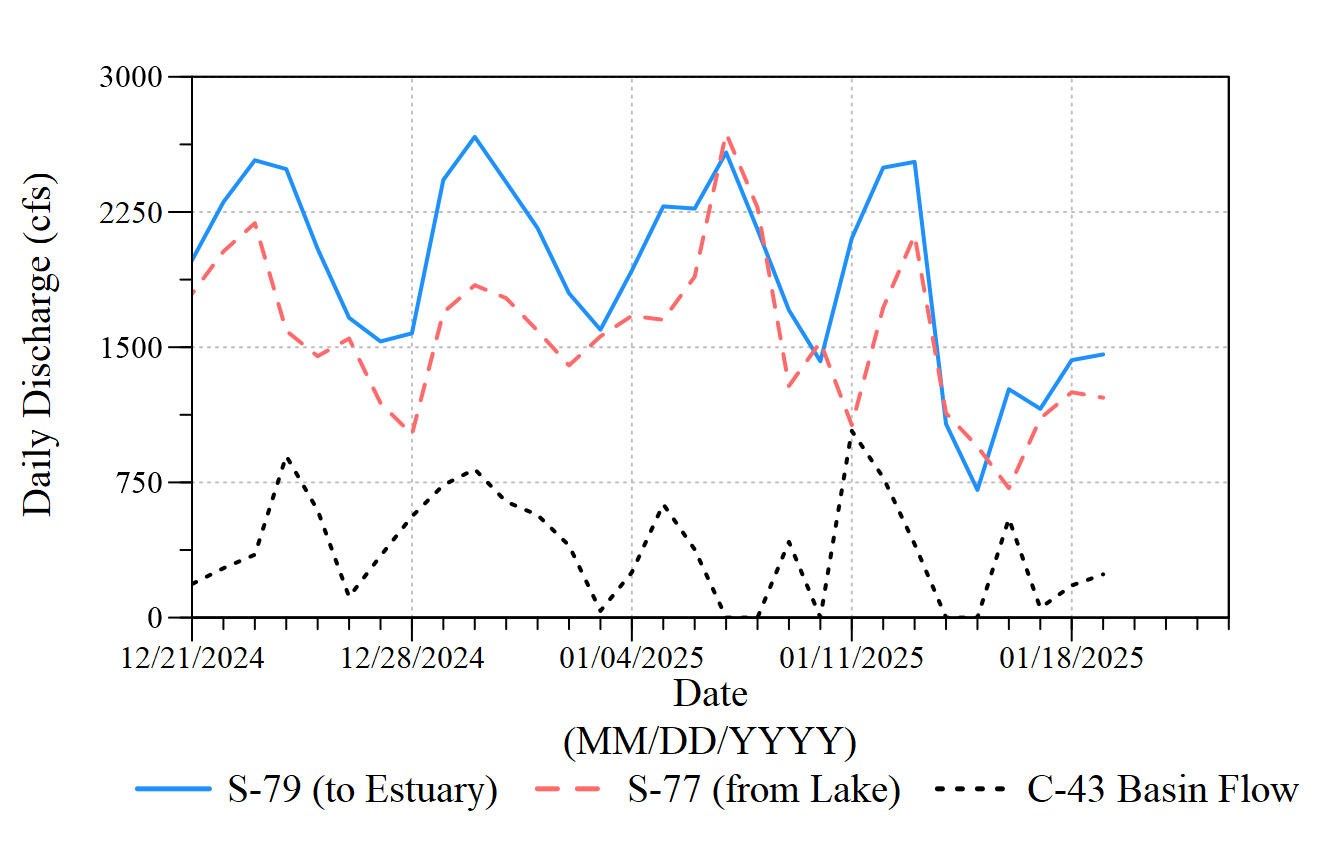 3000
2250
1500
750
0
Daily Discharge (cfs)
12/21/2024 12/28/2024 01/04/2025 01/11/2025 01/18/2025
Date
(MM/DD/YYYY)
S-79 (to Estuary) S-77 (from Lake) C-43 Basin Flow